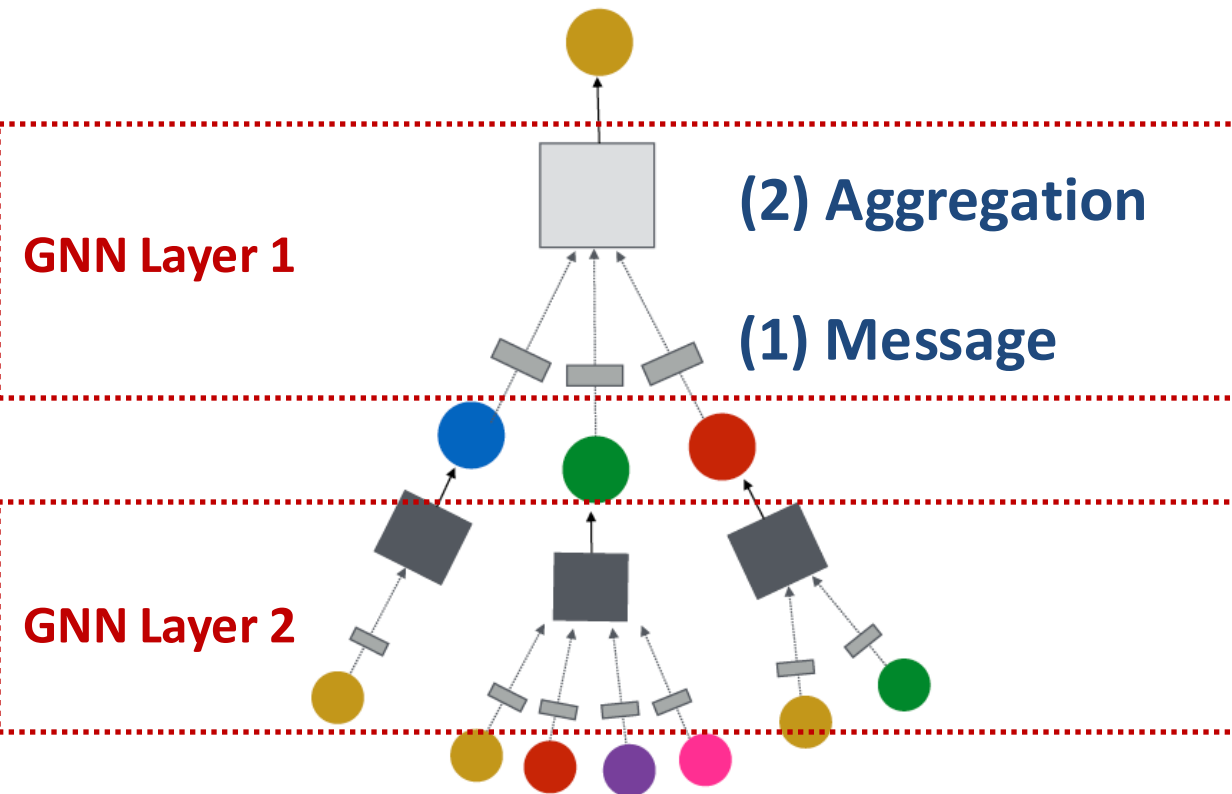 (2) Aggregation
GNN Layer 1
(1) Message
GNN Layer 2